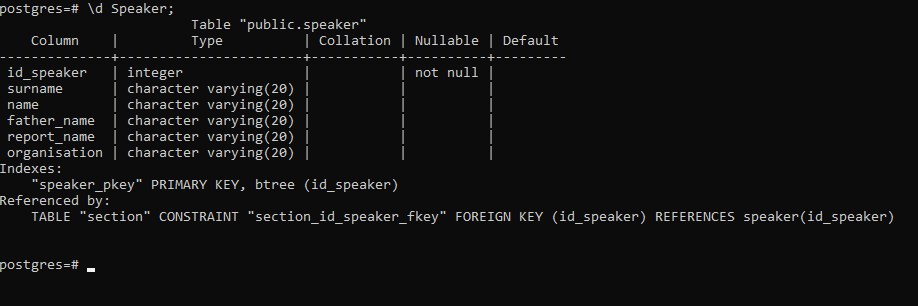 postgres=# \d Speaker;
                        Table "public.speaker"
    Column    |         Type          | Collation | Nullable | Default
--------------+-----------------------+-----------+----------+---------
 id_speaker   | integer               |           | not null |
 surname      | character varying(20) |           |          |
 name         | character varying(20) |           |          |
 father_name  | character varying(20) |           |          |
 report_name  | character varying(20) |           |          |
 organisation | character varying(20) |           |          |
Indexes:
    "speaker_pkey" PRIMARY KEY, btree (id_speaker)
Referenced by:
    TABLE "section" CONSTRAINT "section_id_speaker_fkey" FOREIGN KEY (id_speaker) REFERENCES speaker(id_speaker)
postgres=#